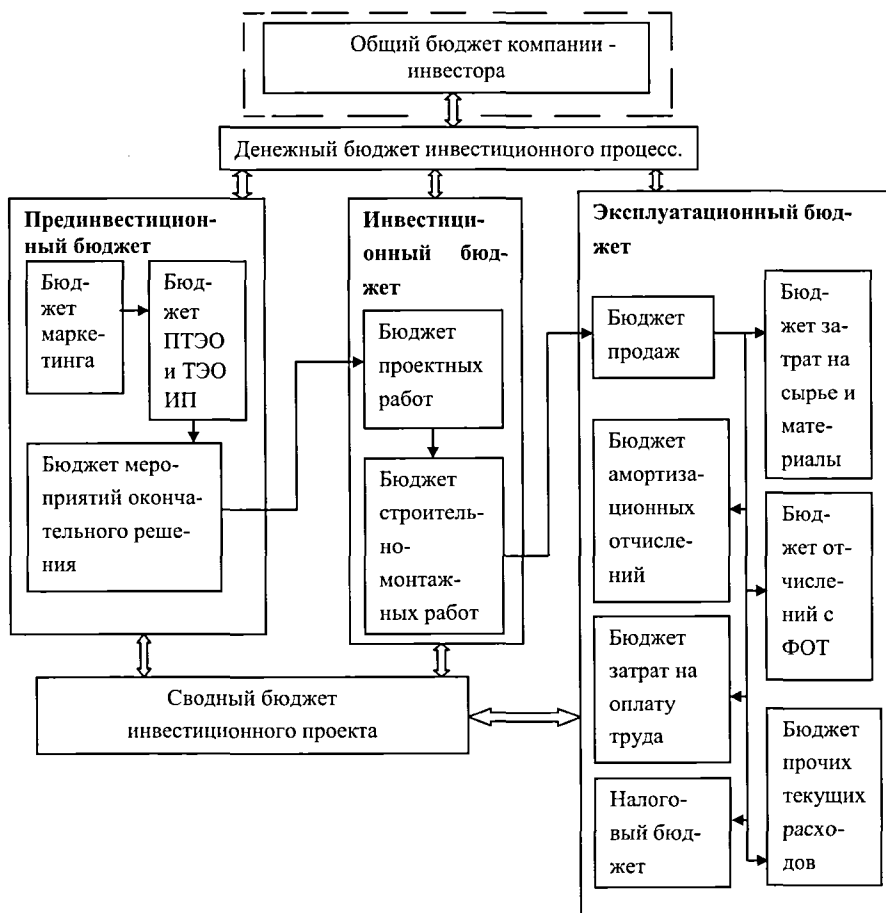 Общий бюджет компании -
инвестора
Денежный бюджет инвестиционного процесс.
Прединвестицион-
ный бюджет
Бюд-
жет
марке-
тинга
Бюд-
жет
ПТЭО
и ТЭО
ИП
Бюджет меро-
приятий оконча-
тельного реше-
ния
Инвестици-
онный бюд-
жет
Бюджет
проектных
работ
Бюджет
строитель-
но-
монтаж-
ных работ
Эксплуатационный бюд-
жет
Бюджет
продаж
Бюд-
жет за-
трат на
сырье и
мате-
риалы
Бюджет
амортиза-
ционных
отчисле-
ний
Бюд-
жет от-
числе-
ний с
ФОТ
Бюджет
затрат на
оплату
труда
Бюджет
прочих
текущих
расхо-
дов
Налого-
вый бюд-
жет
Сводный бюджет
инвестиционного проекта